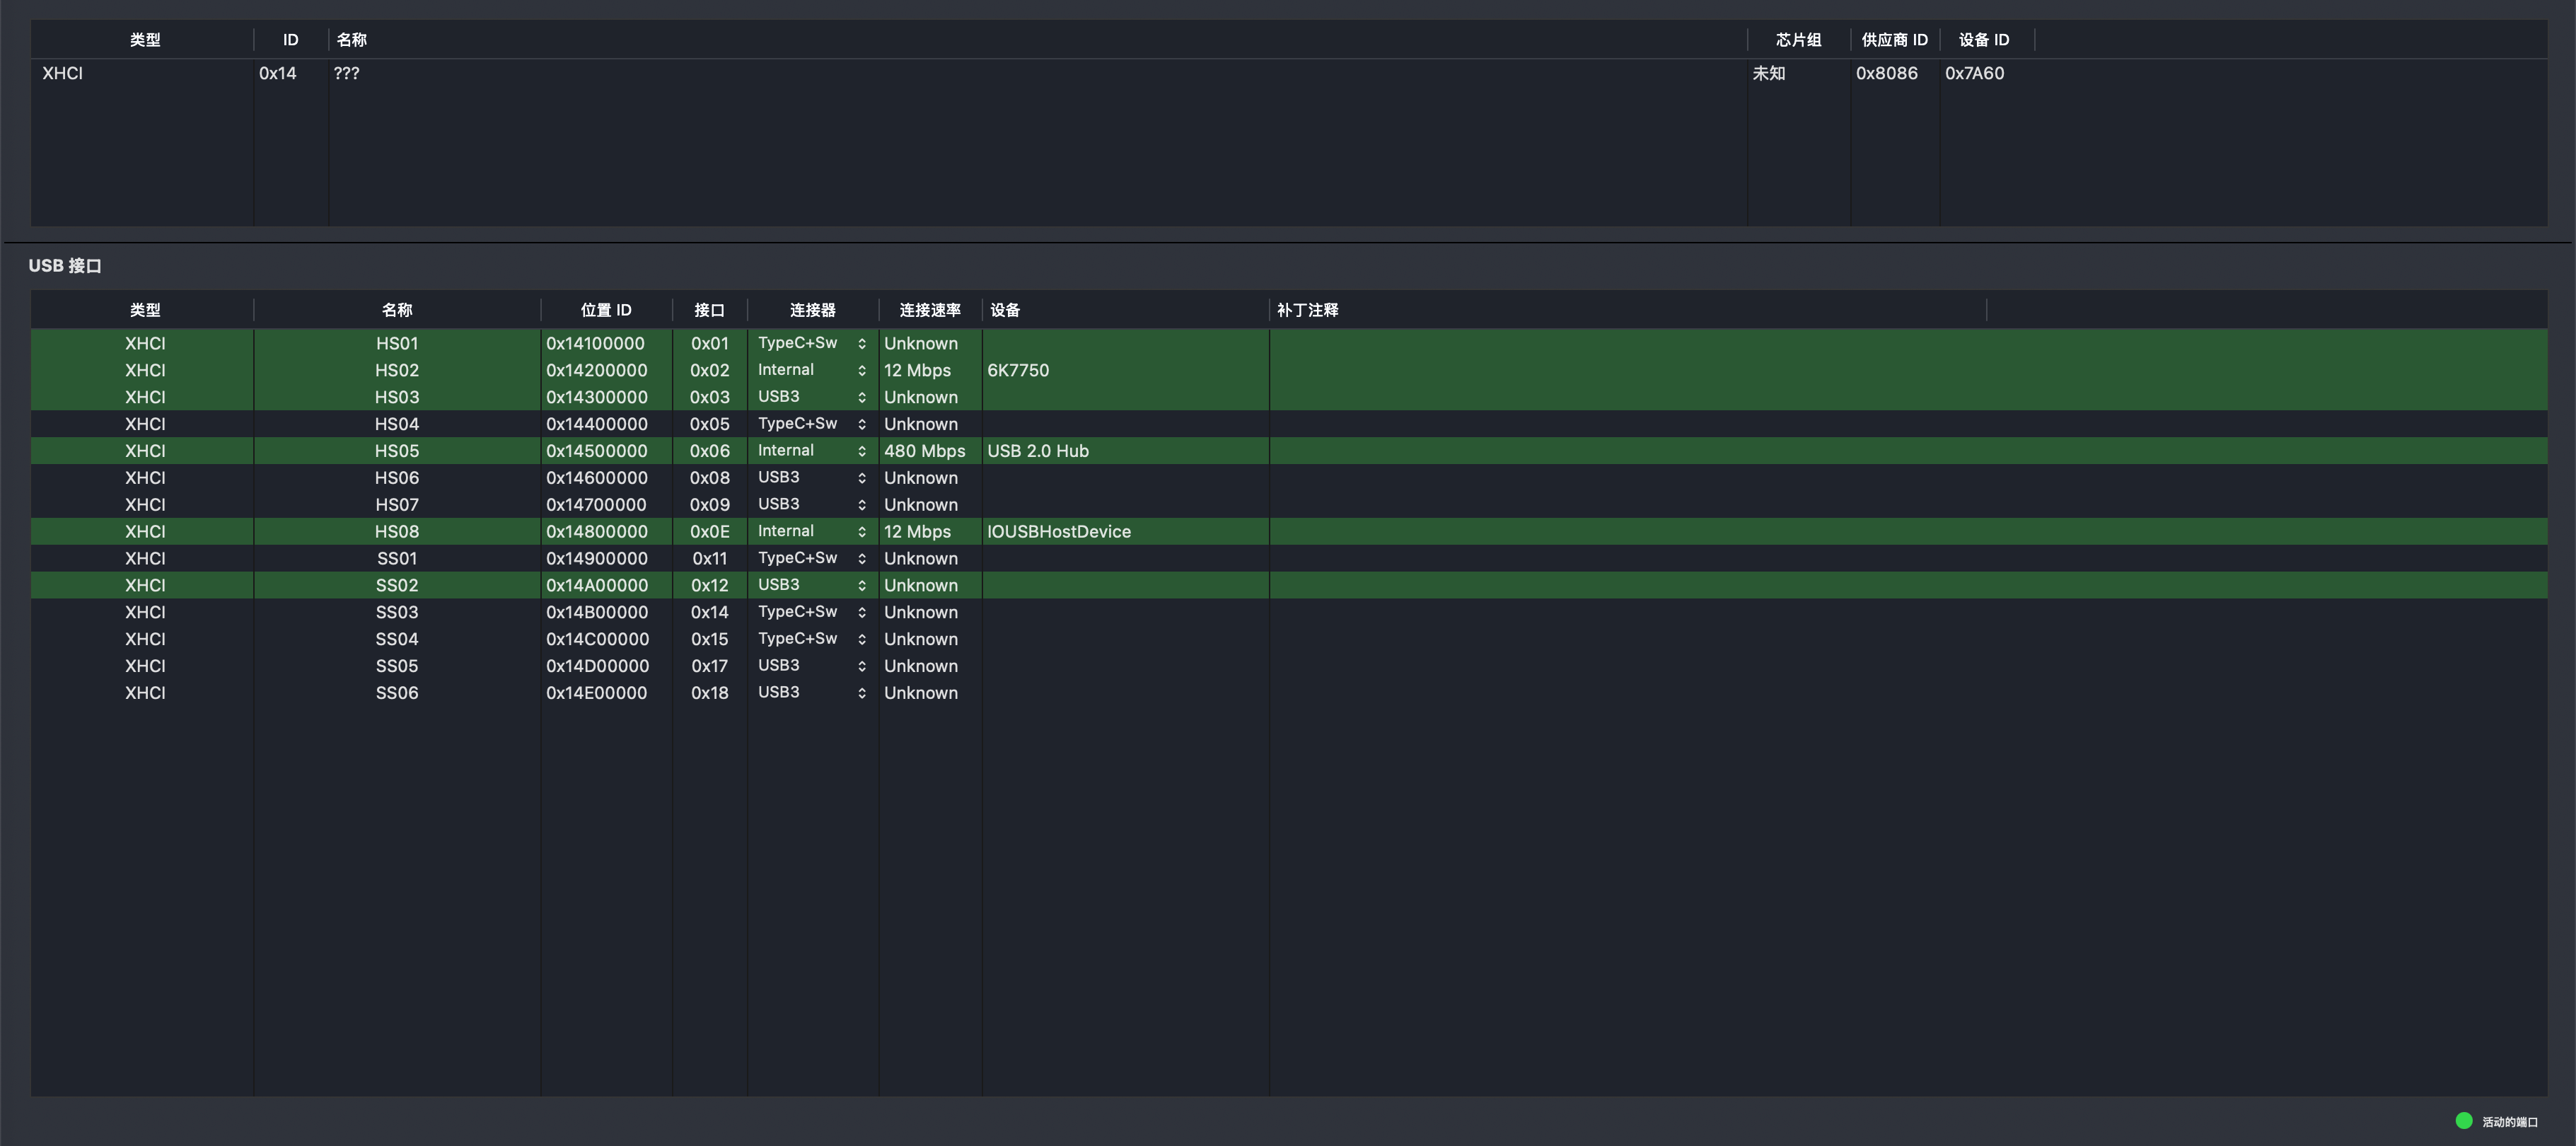 类型 ID 名称 芯片组 供应商 ID 设备 ID
XHCI 0x14 ??? 未知 0x8086 0x7A60
USB 接口
类型 名称 位置 ID 接口 连接器 连接速率 设备 补丁注释
XHCI HS01 0x14100000 0x01 TypeC+Sw Unknown
XHCI HS02 0x14200000 0x02 Internal 12 Mbps 6K7750
XHCI HS03 0x14300000 0x03 USB3 Unknown
XHCI HS04 0x14400000 0x05 TypeC+Sw Unknown
XHCI HS05 0x14500000 0x06 Internal 480 Mbps USB 2.0 Hub
XHCI HS06 0x14600000 0x08 USB3 Unknown
XHCI HS07 0x14700000 0x09 USB3 Unknown
XHCI HS08 0x14800000 0x0E Internal 12 Mbps IOUSBHostDevice
XHCI SS01 0x14900000 0x11 TypeC+Sw Unknown
XHCI SS02 0x14A00000 0x12 USB3 Unknown
XHCI SS03 0x14B00000 0x14 TypeC+Sw Unknown
XHCI SS04 0x14C00000 0x15 TypeC+Sw Unknown
XHCI SS05 0x14D00000 0x17 USB3 Unknown
XHCI SS06 0x14E00000 0x18 USB3 Unknown
活动的端口